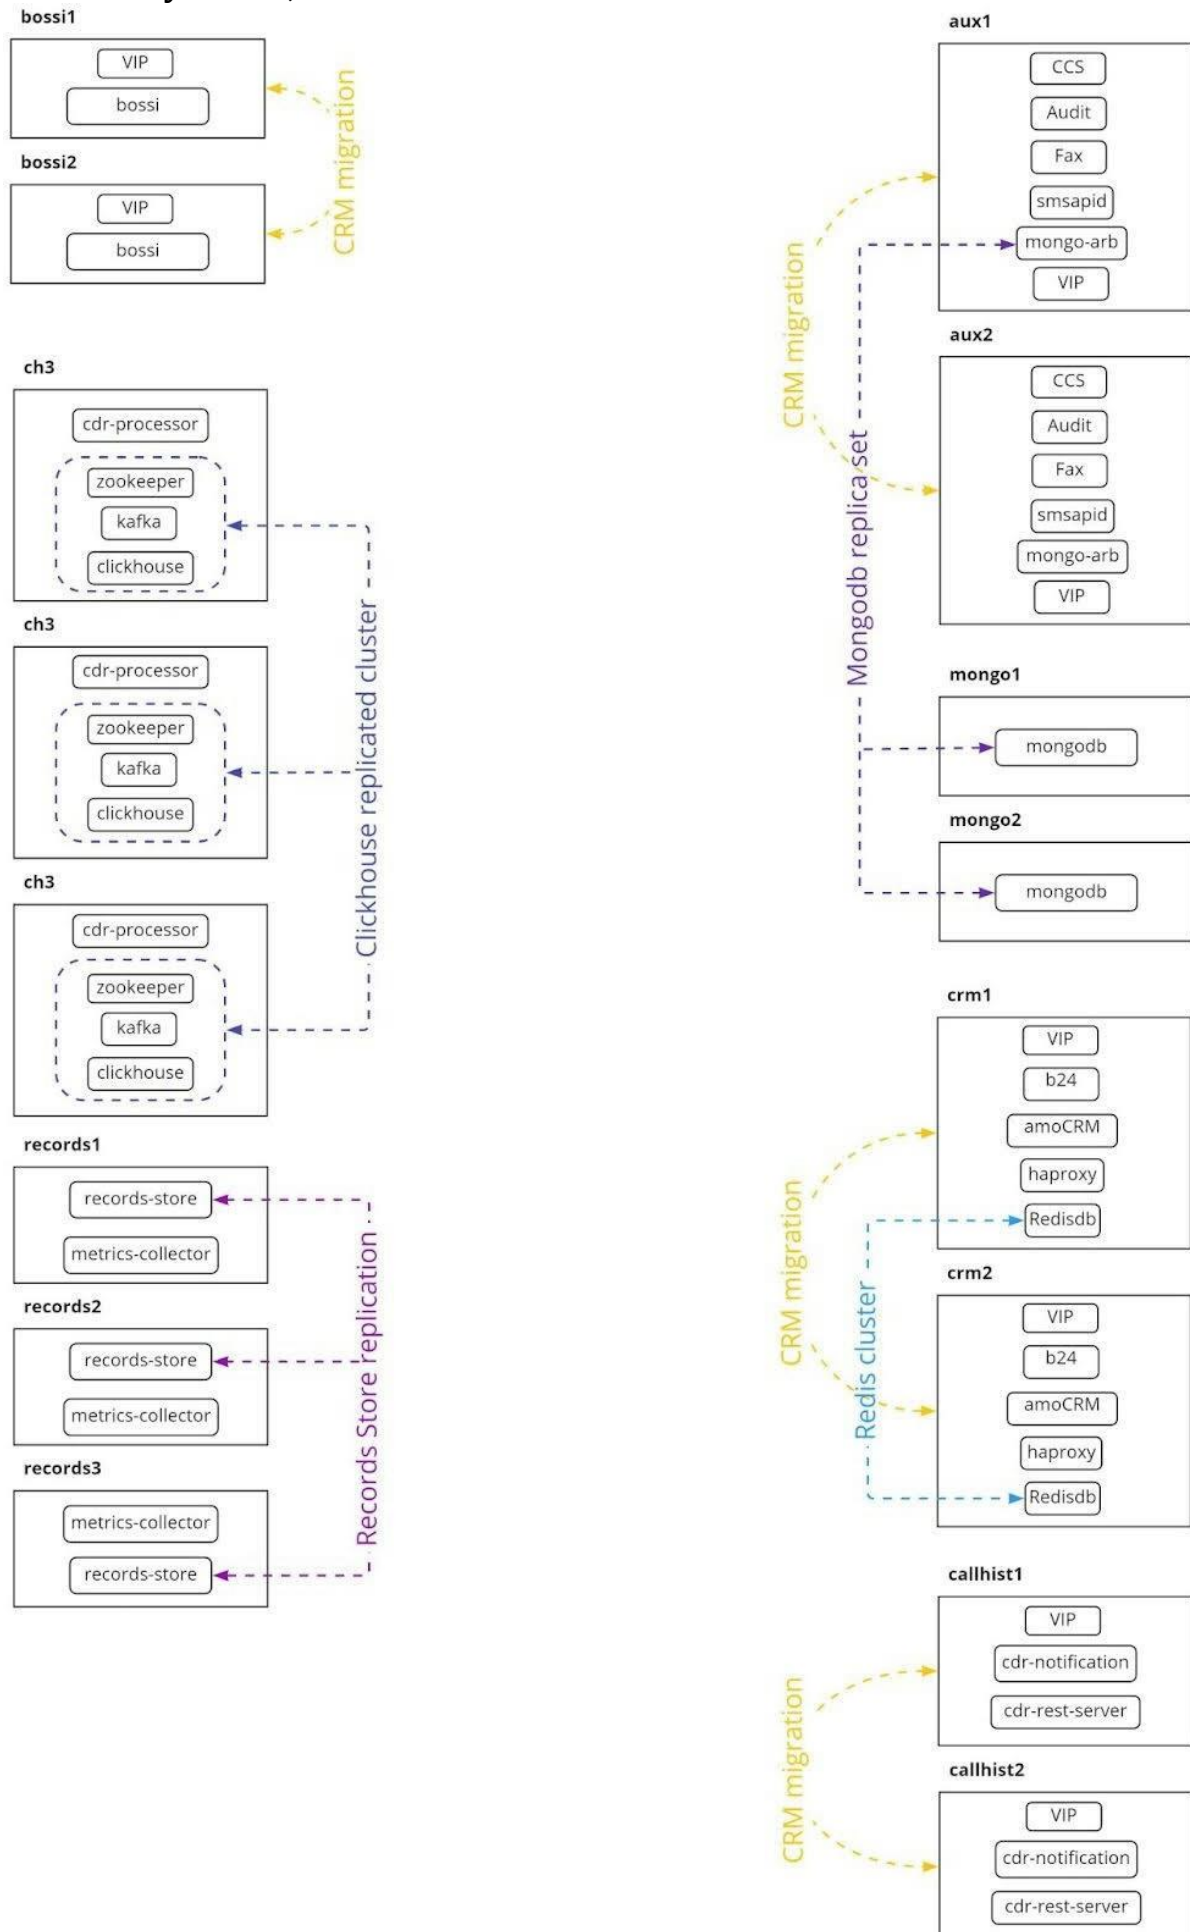 bossi1
VIP
bossi
bossi2
VIP
bossi
CRM migration
ch3
cdr-processor
zookeeper
kafka
clickhouse
ch3
cdr-processor
zookeeper
kafka
clickhouse
ch3
cdr-processor
zookeeper
kafka
clickhouse
Clickhouse replicated cluster
records1
records-store
metrics-collector
records2
records-store
metrics-collector
records3
metrics-collector
records-store
Records Store replication
aux1
CCS
Audit
Fax
smsapid
mongo-arb
VIP
aux2
CCS
Audit
Fax
smsapid
mongo-arb
VIP
CRM migration
Mongodb replica set
mongo1
mongodb
mongo2
mongodb
crm1
VIP
b24
amoCRM
haproxy
Redisdb
crm2
VIP
b24
amoCRM
haproxy
Redisdb
CRM migration
Redis cluster
callhist1
VIP
cdr-notification
cdr-rest-server
callhist2
VIP
cdr-notification
cdr-rest-server
CRM migration